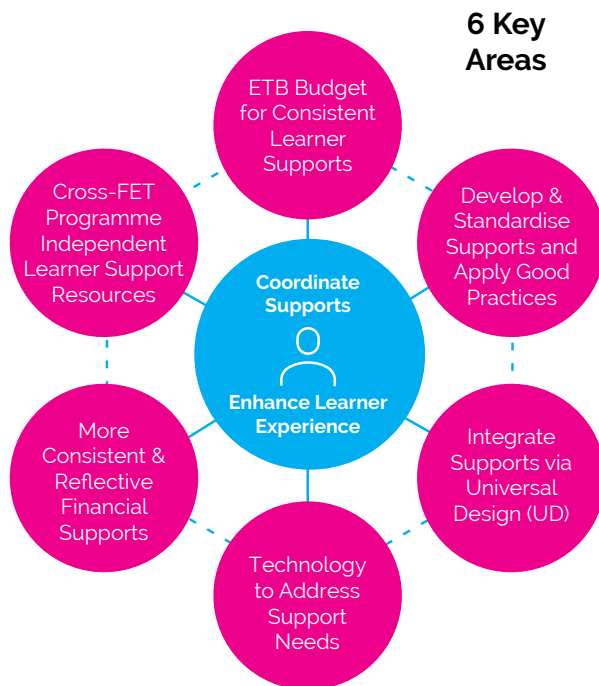 6 Key
Areas
ETB Budget
for Consistent
Learner
Supports
Develop &
Standardise
Supports and
Apply Good
Practices
Integrate
Supports via
Universal
Design (UD)
Technology
to Address
Support
Needs
More
Consistent &
Reflective
Financial
Supports
Cross-FET
Programme
Independent
Learner Support
Resources
Coordinate
Supports
Enhance Learner
Experience